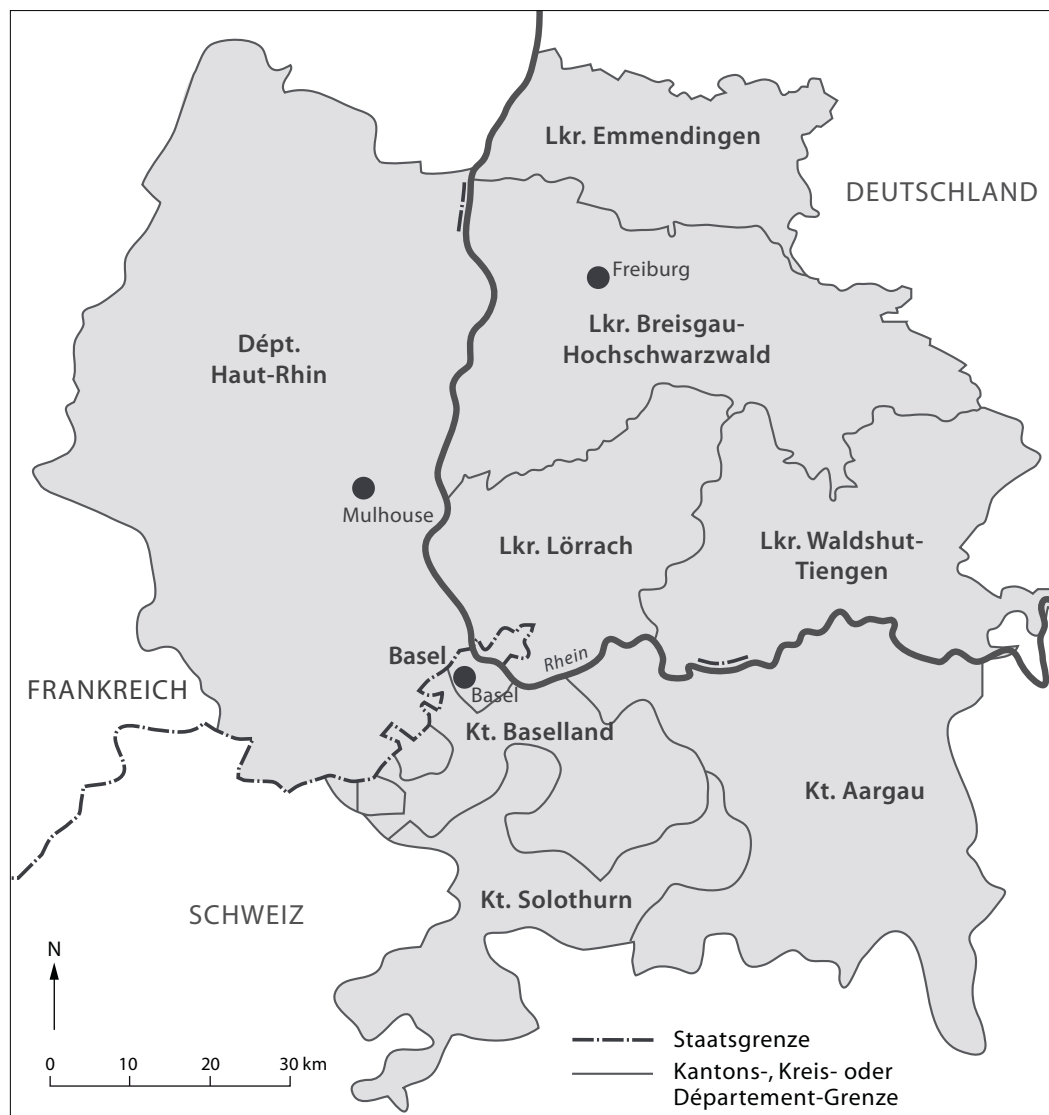 Lkr. Emmendingen
DEUTSCHLAND
Freiburg
Lkr. Breisgau-
Hochschwarzwald
Dépt.
Haut-Rhin
Mulhouse
Lkr. Lörrach
Lkr. Waldshut-
Tiengen
Basel
Rhein
FRANKREICH
Basel
Kt. Baselland
Kt. Aargau
Kt. Solothurn
SCHWEIZ
N
0 10 20 30 km
Staatsgrenze
Kantons-, Kreis- oder
Département-Grenze